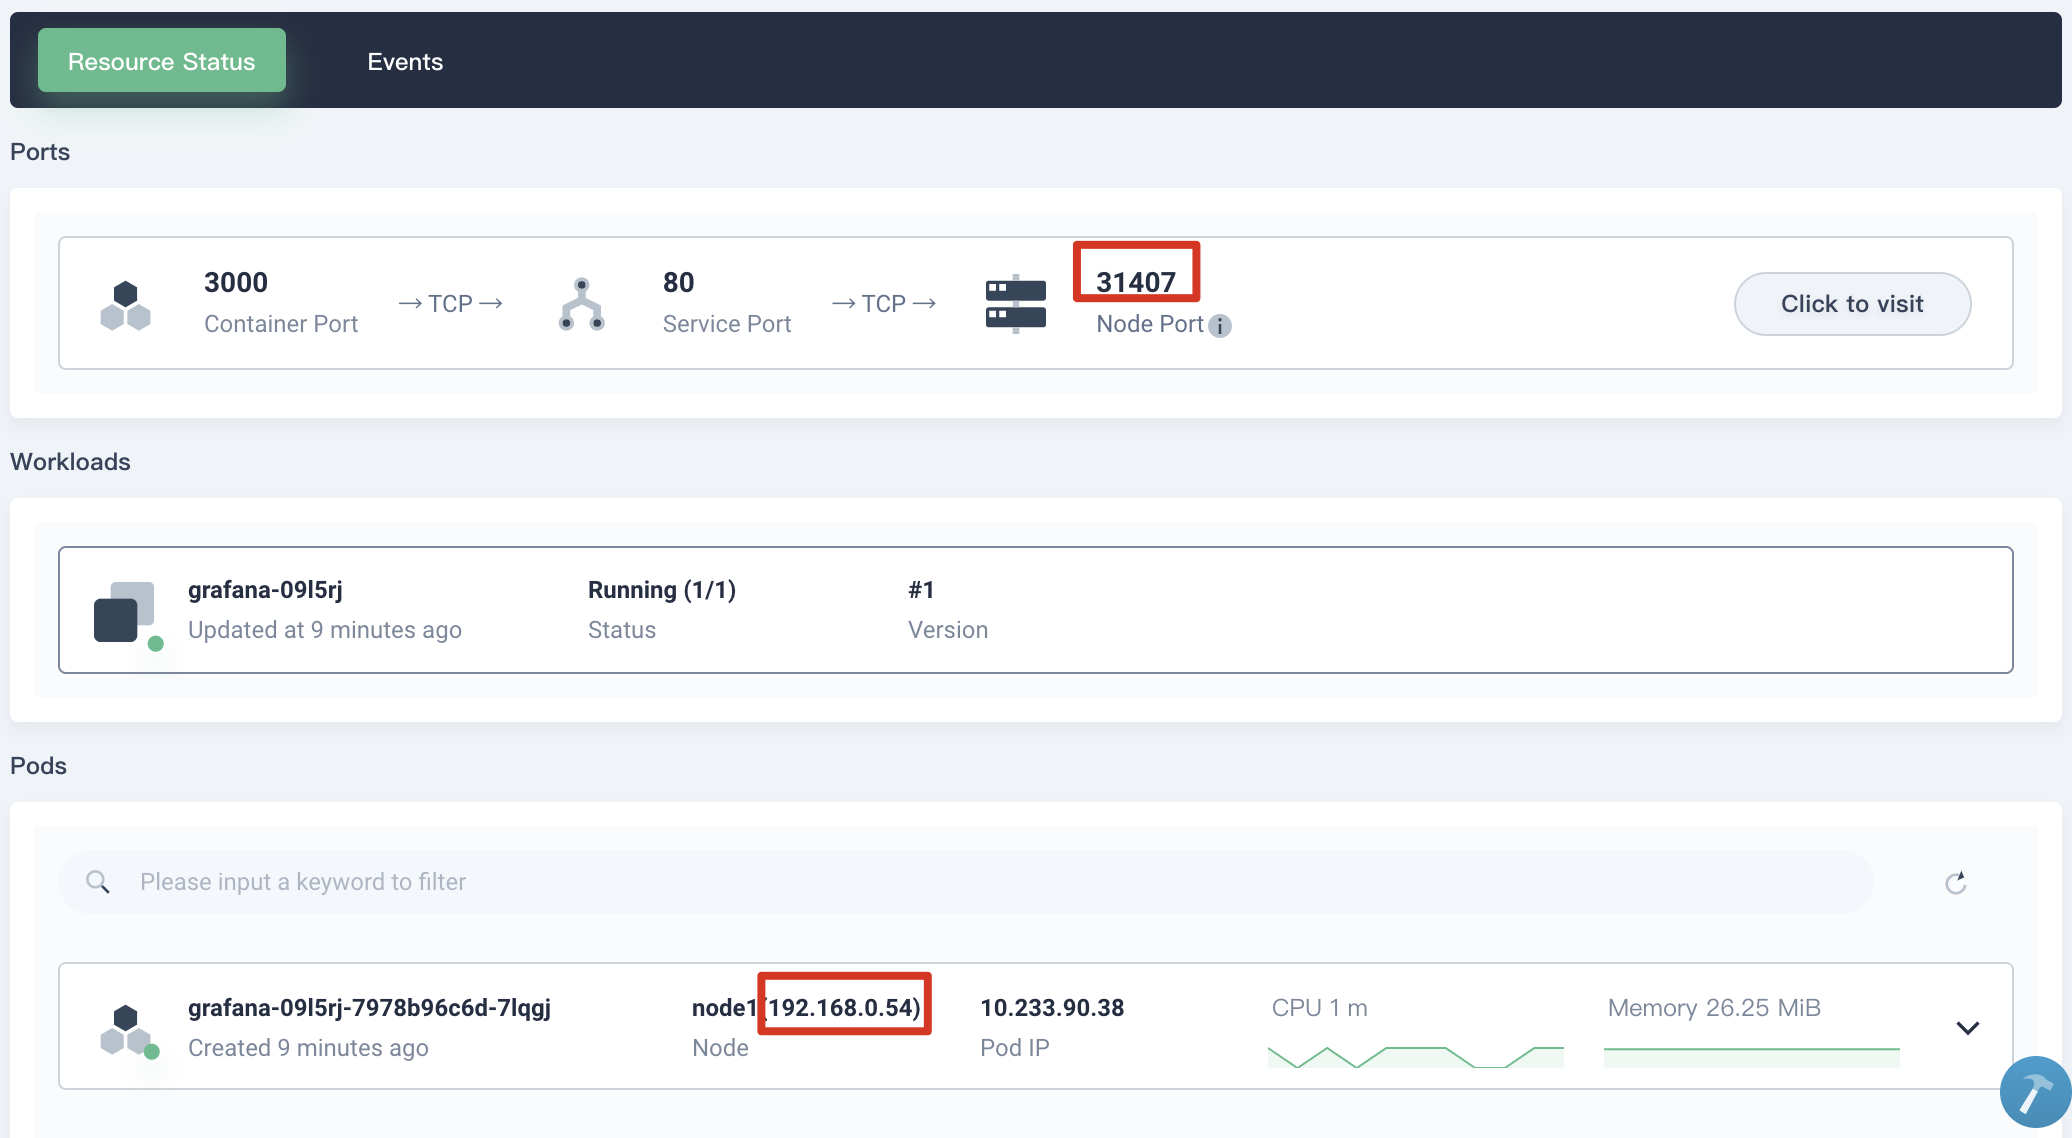 Resource Status Events
Ports
3000 → TCP → 80 → TCP → 31407
Container Port Service Port Node Port i
Click to visit
Workloads
grafana-09l5rj Running (1/1) #1
Updated at 9 minutes ago Status Version
Pods
Please input a keyword to filter
grafana-09l5rj-7978b96c6d-7lqgj node1(192.168.0.54) 10.233.90.38 CPU 1 m Memory 26.25 MiB
Created 9 minutes ago Node Pod IP